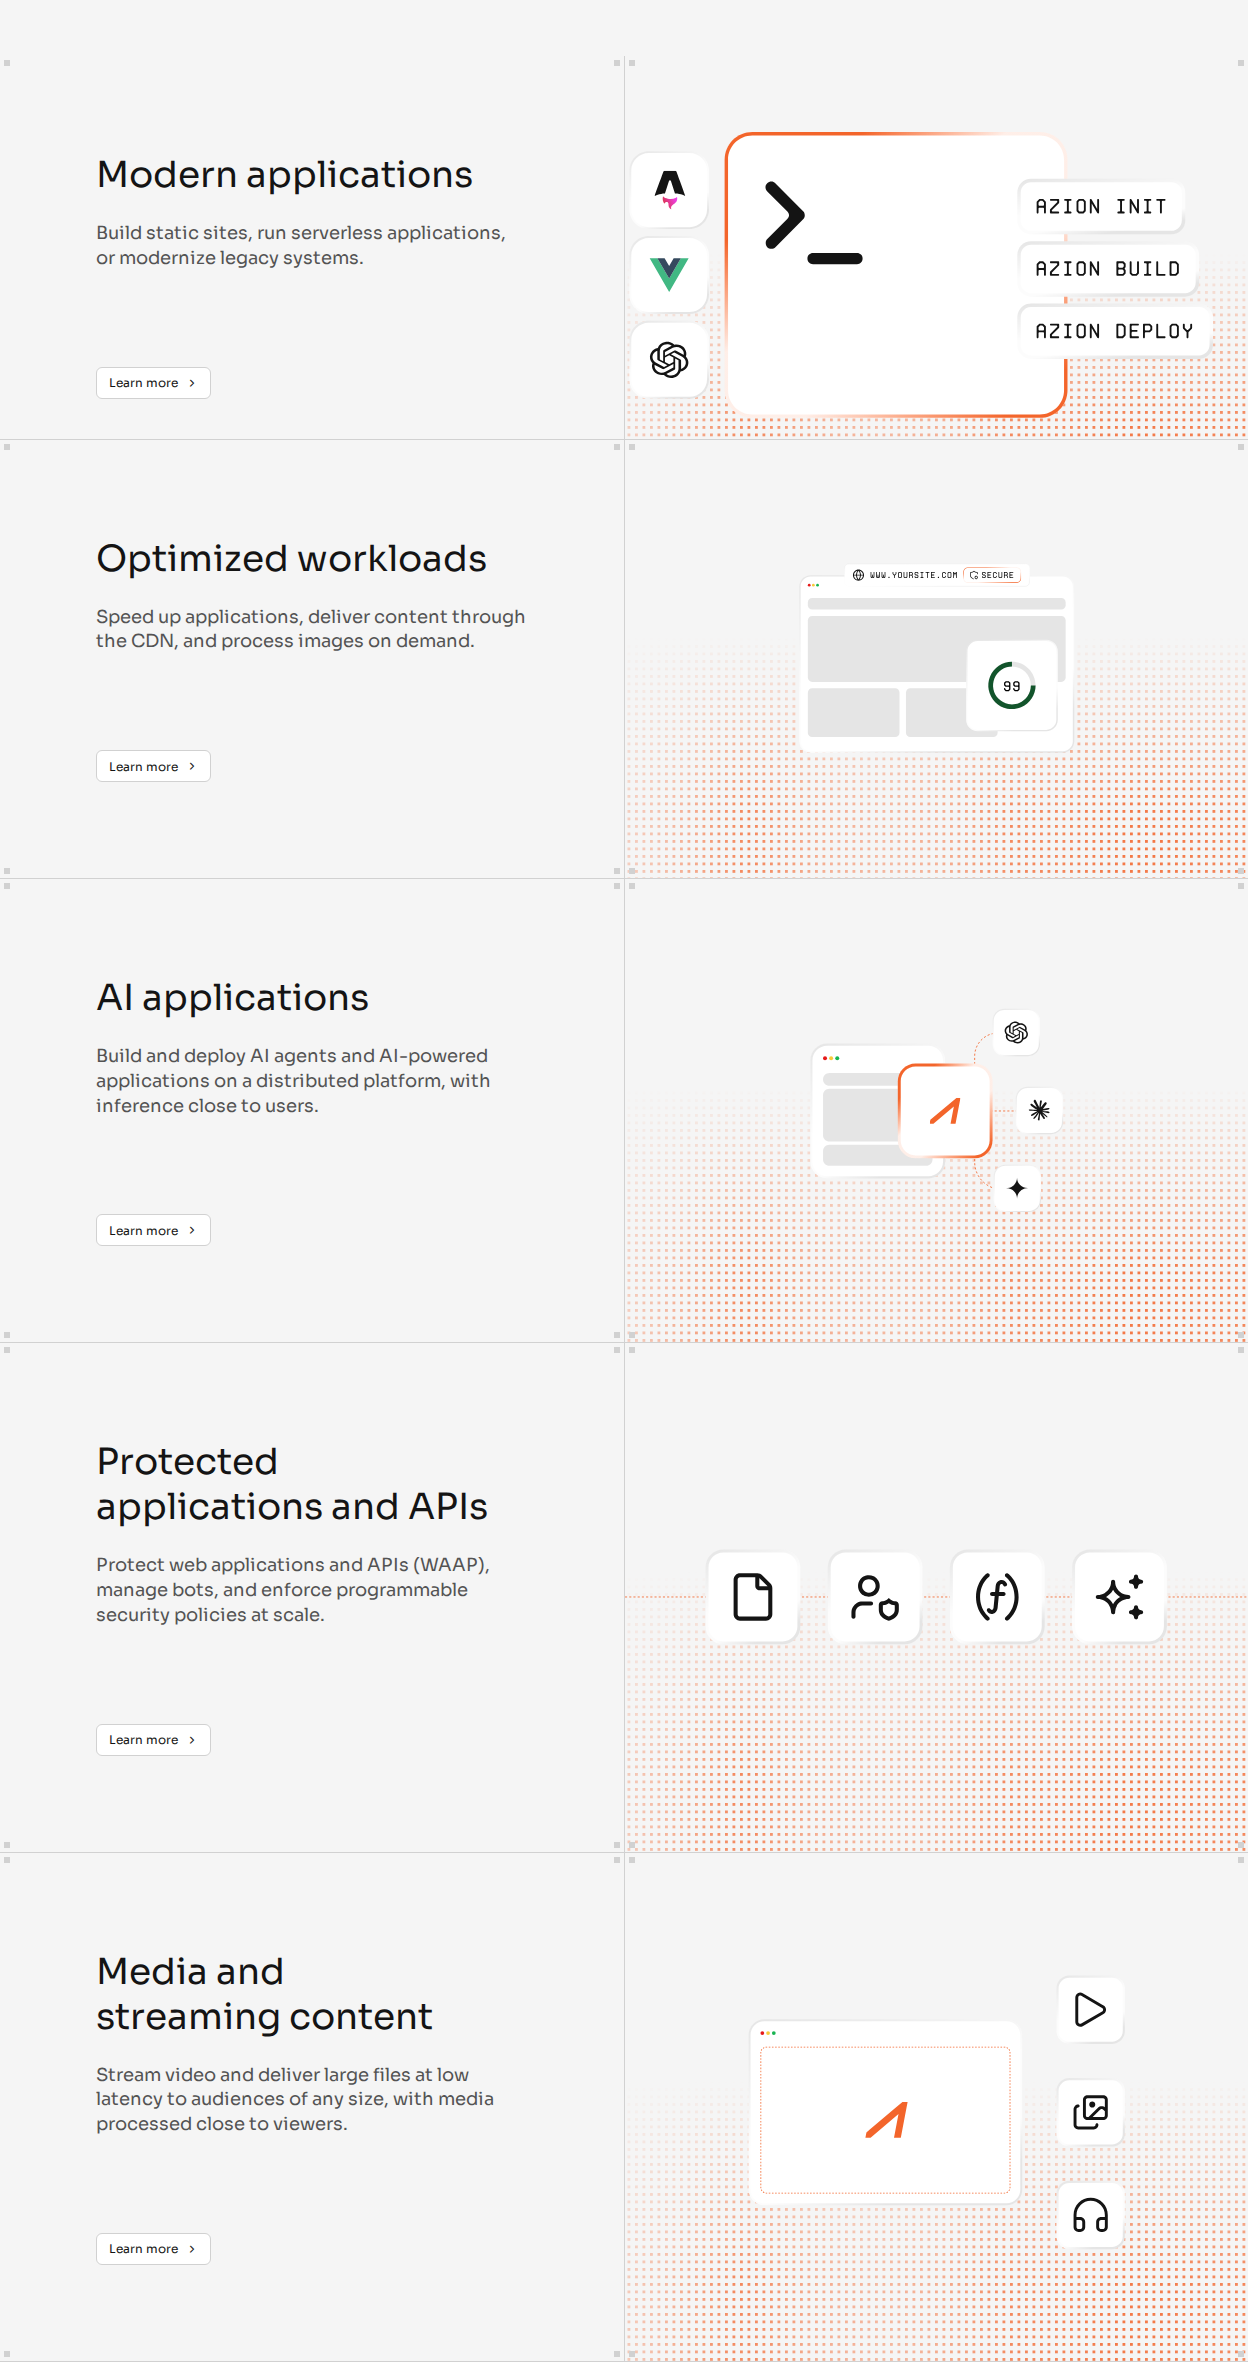 Modern applications
Build static sites, run serverless applications,
or modernize legacy systems.
Learn more
AZION INIT
AZION BUILD
AZION DEPLOY
Optimized workloads
Speed up applications, deliver content through
the CDN, and process images on demand.
Learn more
WWW.YOURSITE.COM
SECURE
99
AI applications
Build and deploy AI agents and AI-powered
applications on a distributed platform, with
inference close to users.
Learn more
Protected
applications and APIs
Protect web applications and APIs (WAAP),
manage bots, and enforce programmable
security policies at scale.
Learn more
Media and
streaming content
Stream video and deliver large files at low
latency to audiences of any size, with media
processed close to viewers.
Learn more